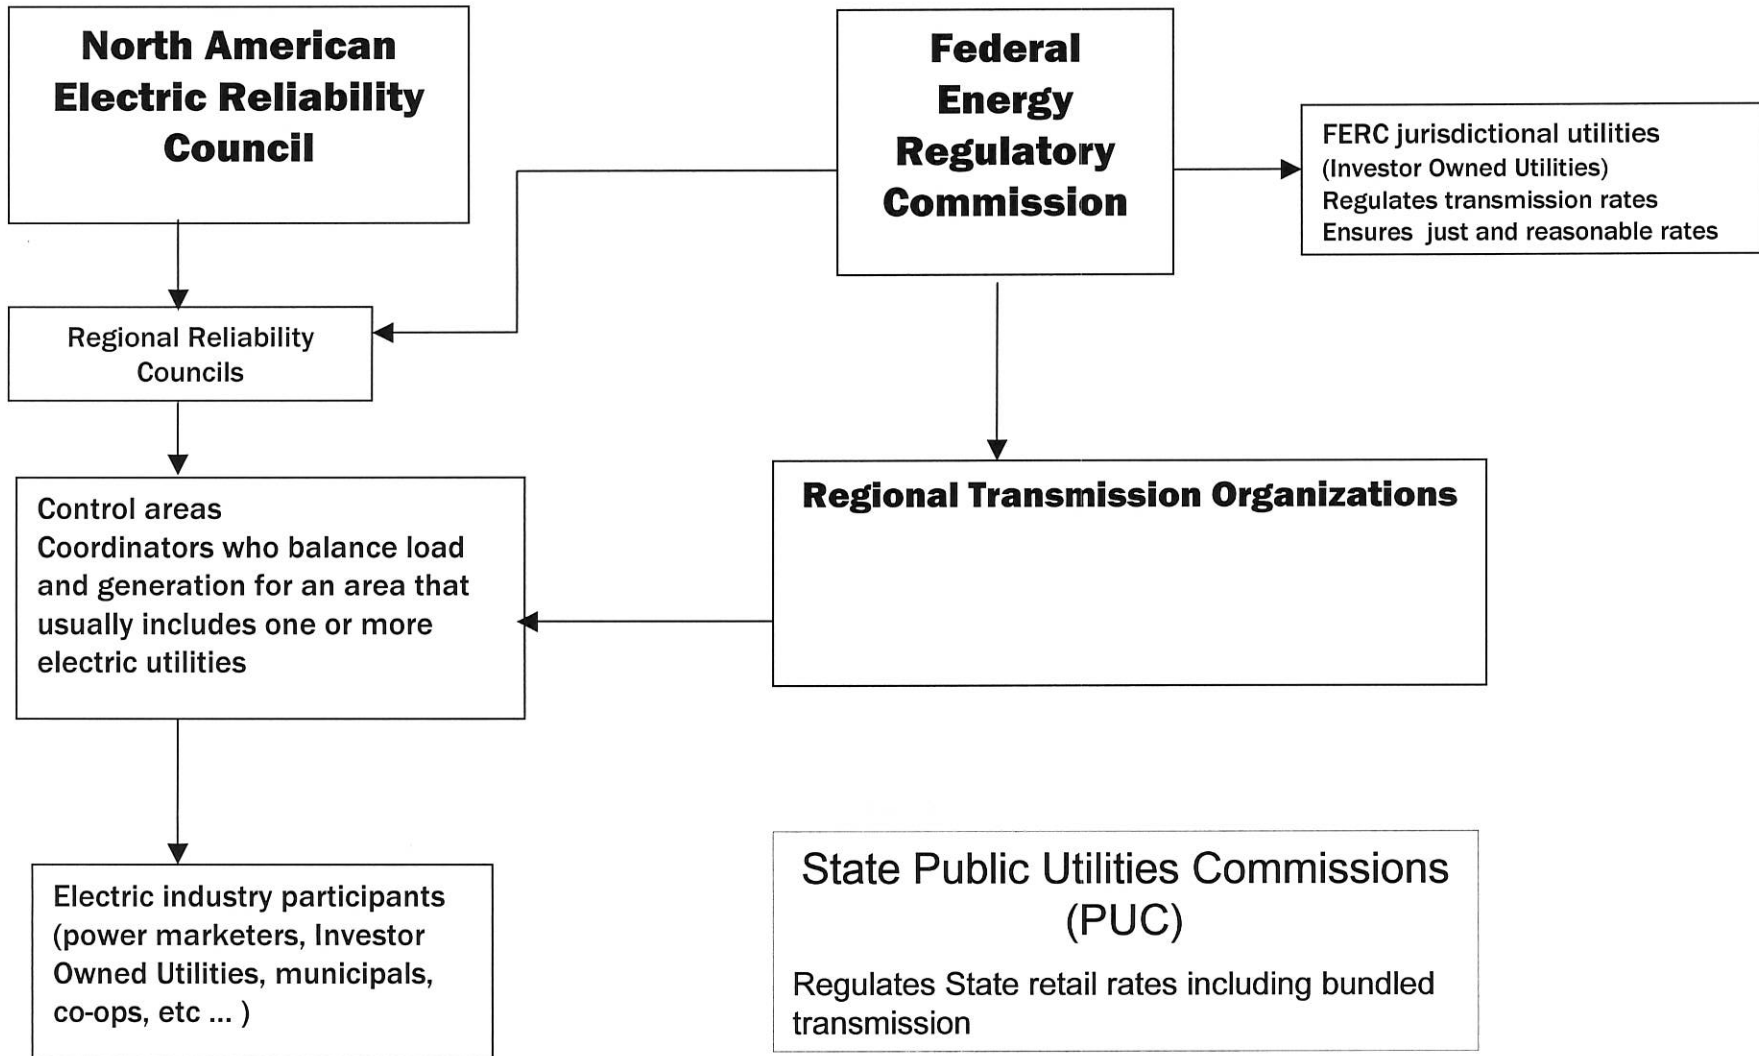 North American
Electric Reliability
Council
Federal
Energy
Regulatory
Commission
FERC jurisdictional utilities
(Investor Owned Utilities)
Regulates transmission rates
Ensures just and reasonable rates
Regional Reliability
Councils
Control areas
Coordinators who balance load
and generation for an area that
usually includes one or more
electric utilities
Regional Transmission Organizations
Electric industry participants
(power marketers, Investor
Owned Utilities, municipals,
co-ops, etc ... )
State Public Utilities Commissions
(PUC)
Regulates State retail rates including bundled
transmission